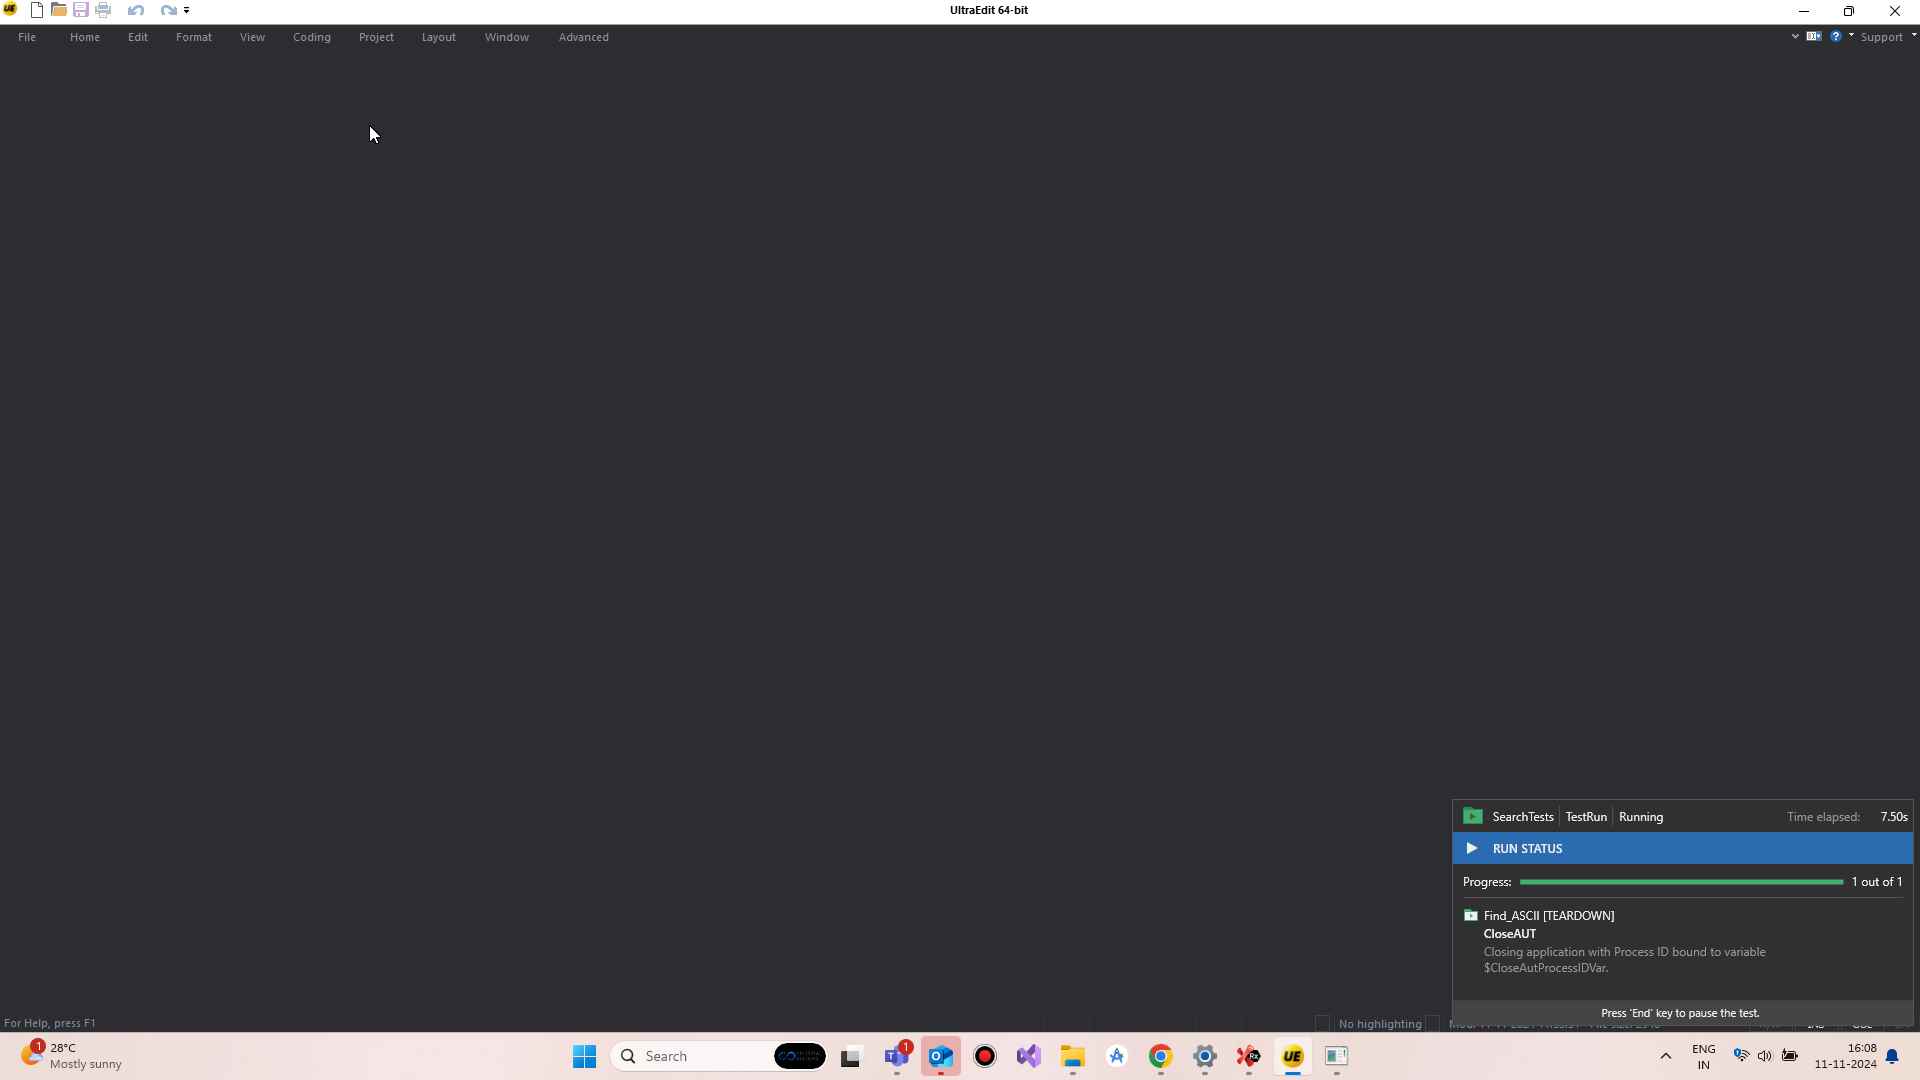 UltraEdit 64-bit
File Home Edit Format View Coding Project Layout Window Advanced
Support
SearchTests TestRun Running Time elapsed: 7.50s
RUN STATUS
Progress: 1 out of 1
Find_ASCII [TEARDOWN]
CloseAUT
Closing application with Process ID bound to variable
$CloseAutProcessIDVar.
Press 'End' key to pause the test.
For Help, press F1
No highlighting
28°C
Mostly sunny
Search
ENG
IN
16:08
11-11-2024